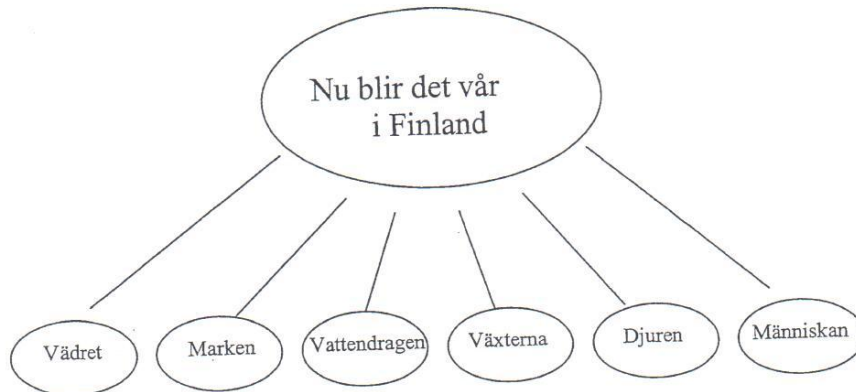 Nu blir det vår
i Finland
Vädret
Marken
Vattendragen
Växterna
Djuren
Människan